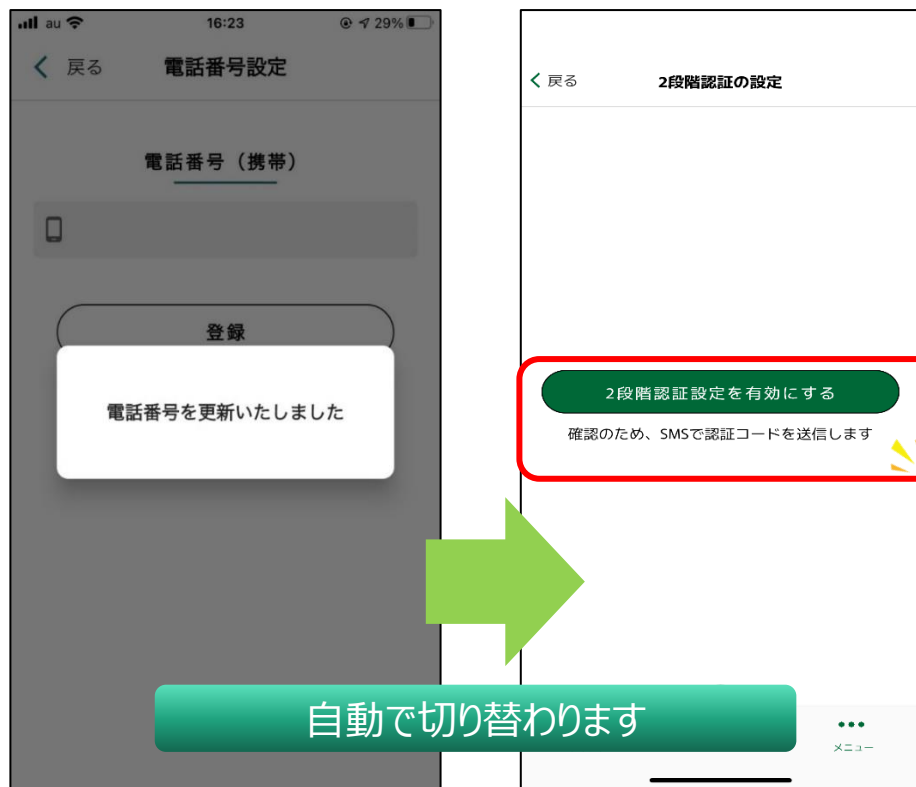 au 16:23 29%
戻る 電話番号設定
電話番号（携帯）
登録
電話番号を更新いたしました
戻る 2段階認証の設定
2段階認証設定を有効にする
確認のため、SMSで認証コードを送信します
自動で切り替わります
メニュー